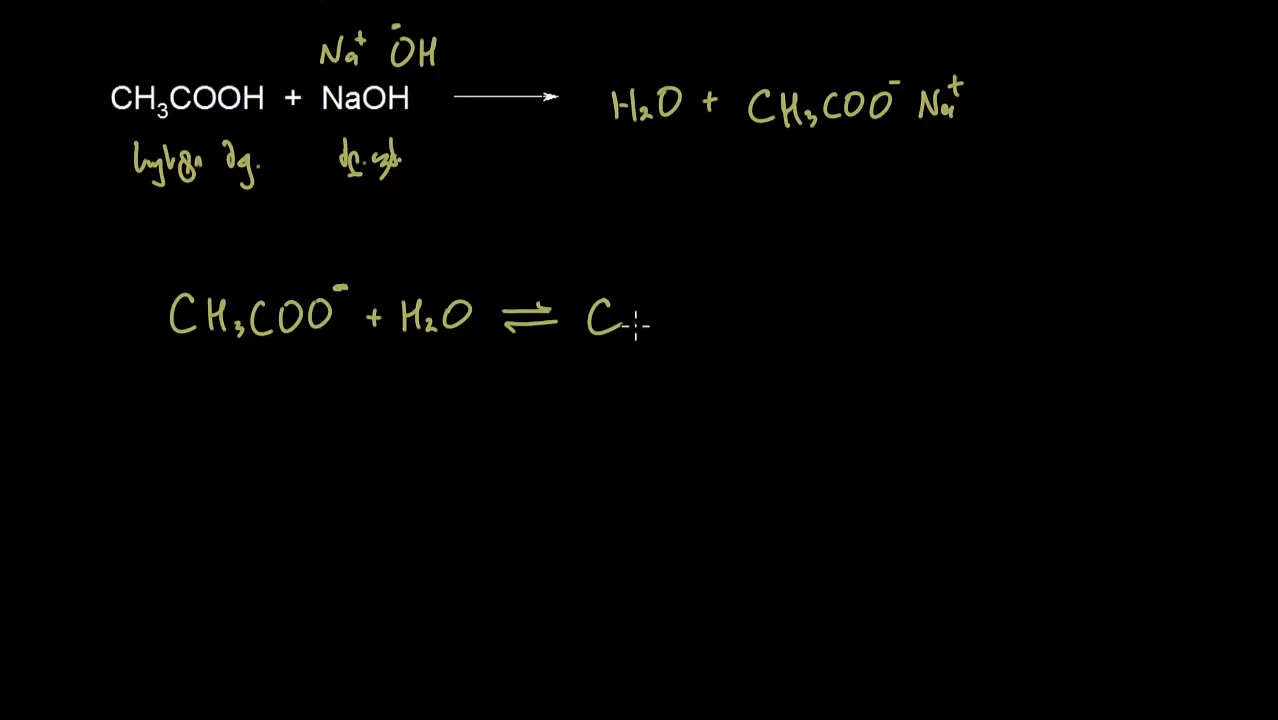 Na⁺ ⁻OH
CH₃COOH + NaOH ⟶ H₂O + CH₃COO⁻ Na⁺
CH₃COO⁻ + H₂O ⇌ C